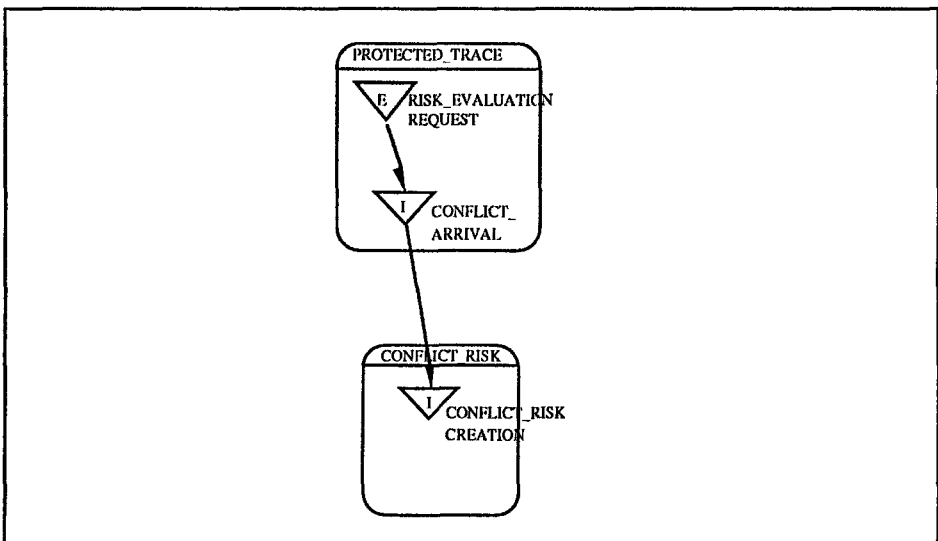 PROTECTED_TRACE
E
RISK_EVALUATION
REQUEST
I
CONFLICT_
ARRIVAL
CONFLICT_RISK
I
CONFLICT_RISK
CREATION